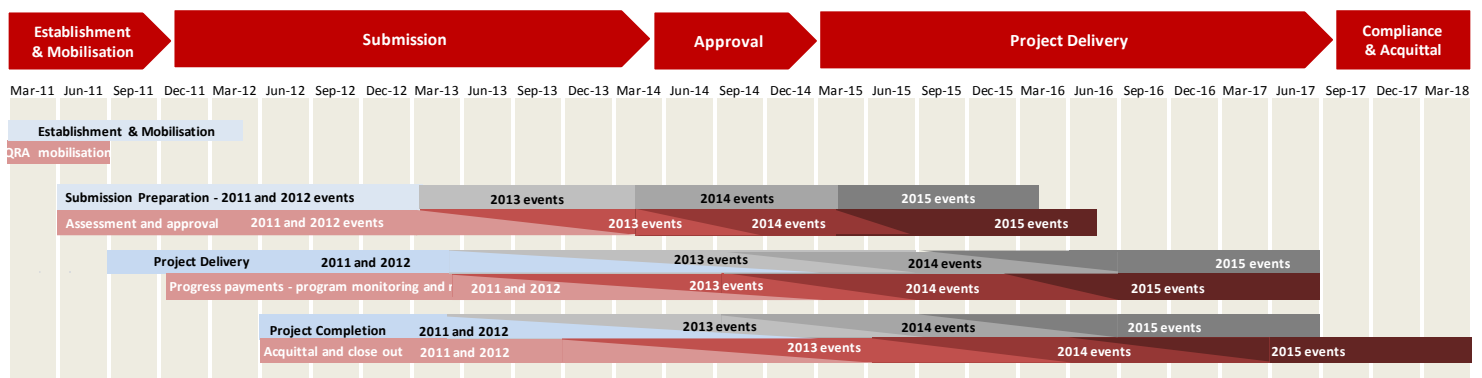 Establishment
& Mobilisation
Submission
Approval
Project Delivery
Compliance
& Acquittal
Mar-11 Jun-11 Sep-11 Dec-11 Mar-12 Jun-12 Sep-12 Dec-12 Mar-13 Jun-13 Sep-13 Dec-13 Mar-14 Jun-14 Sep-14 Dec-14 Mar-15 Jun-15 Sep-15 Dec-15 Mar-16 Jun-16 Sep-16 Dec-16 Mar-17 Jun-17 Sep-17 Dec-17 Mar-18
Establishment & Mobilisation
QRA mobilisation
Submission Preparation - 2011 and 2012 events 2013 events 2014 events 2015 events
Assessment and approval 2011 and 2012 events 2013 events 2014 events 2015 events
Project Delivery 2011 and 2012 2013 events 2014 events 2015 events
Progress payments - program monitoring and 2011 and 2012 2013 events 2014 events 2015 events
Project Completion 2011 and 2012 2013 events 2014 events 2015 events
Acquittal and close out 2011 and 2012 2013 events 2014 events 2015 events